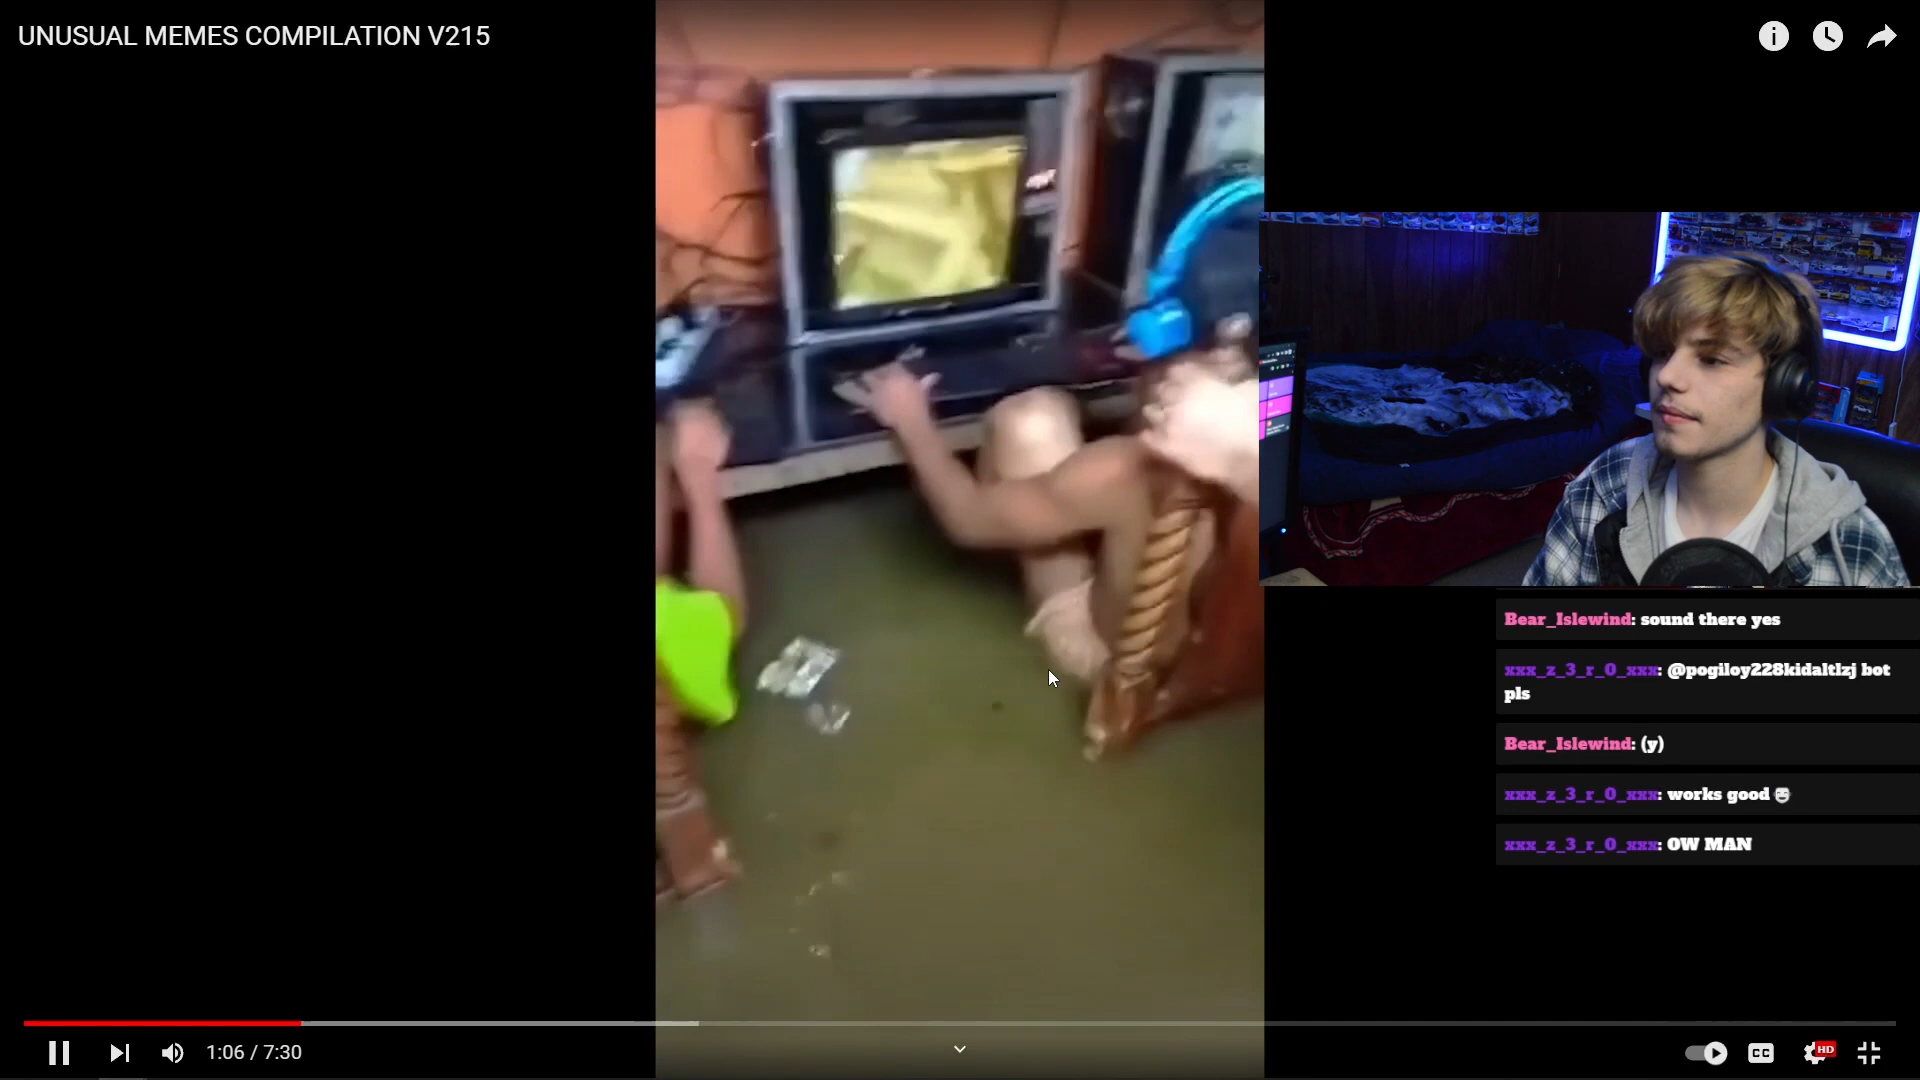 UNUSUAL MEMES COMPILATION V215
Bear_Islewind: sound there yes
xxx_z_3_r_0_xxx: @pogiloy228kidaltlzj bot
pls
Bear_Islewind: (y)
xxx_z_3_r_0_xxx: works good
xxx_z_3_r_0_xxx: OW MAN
1:06 / 7:30
CC
HD